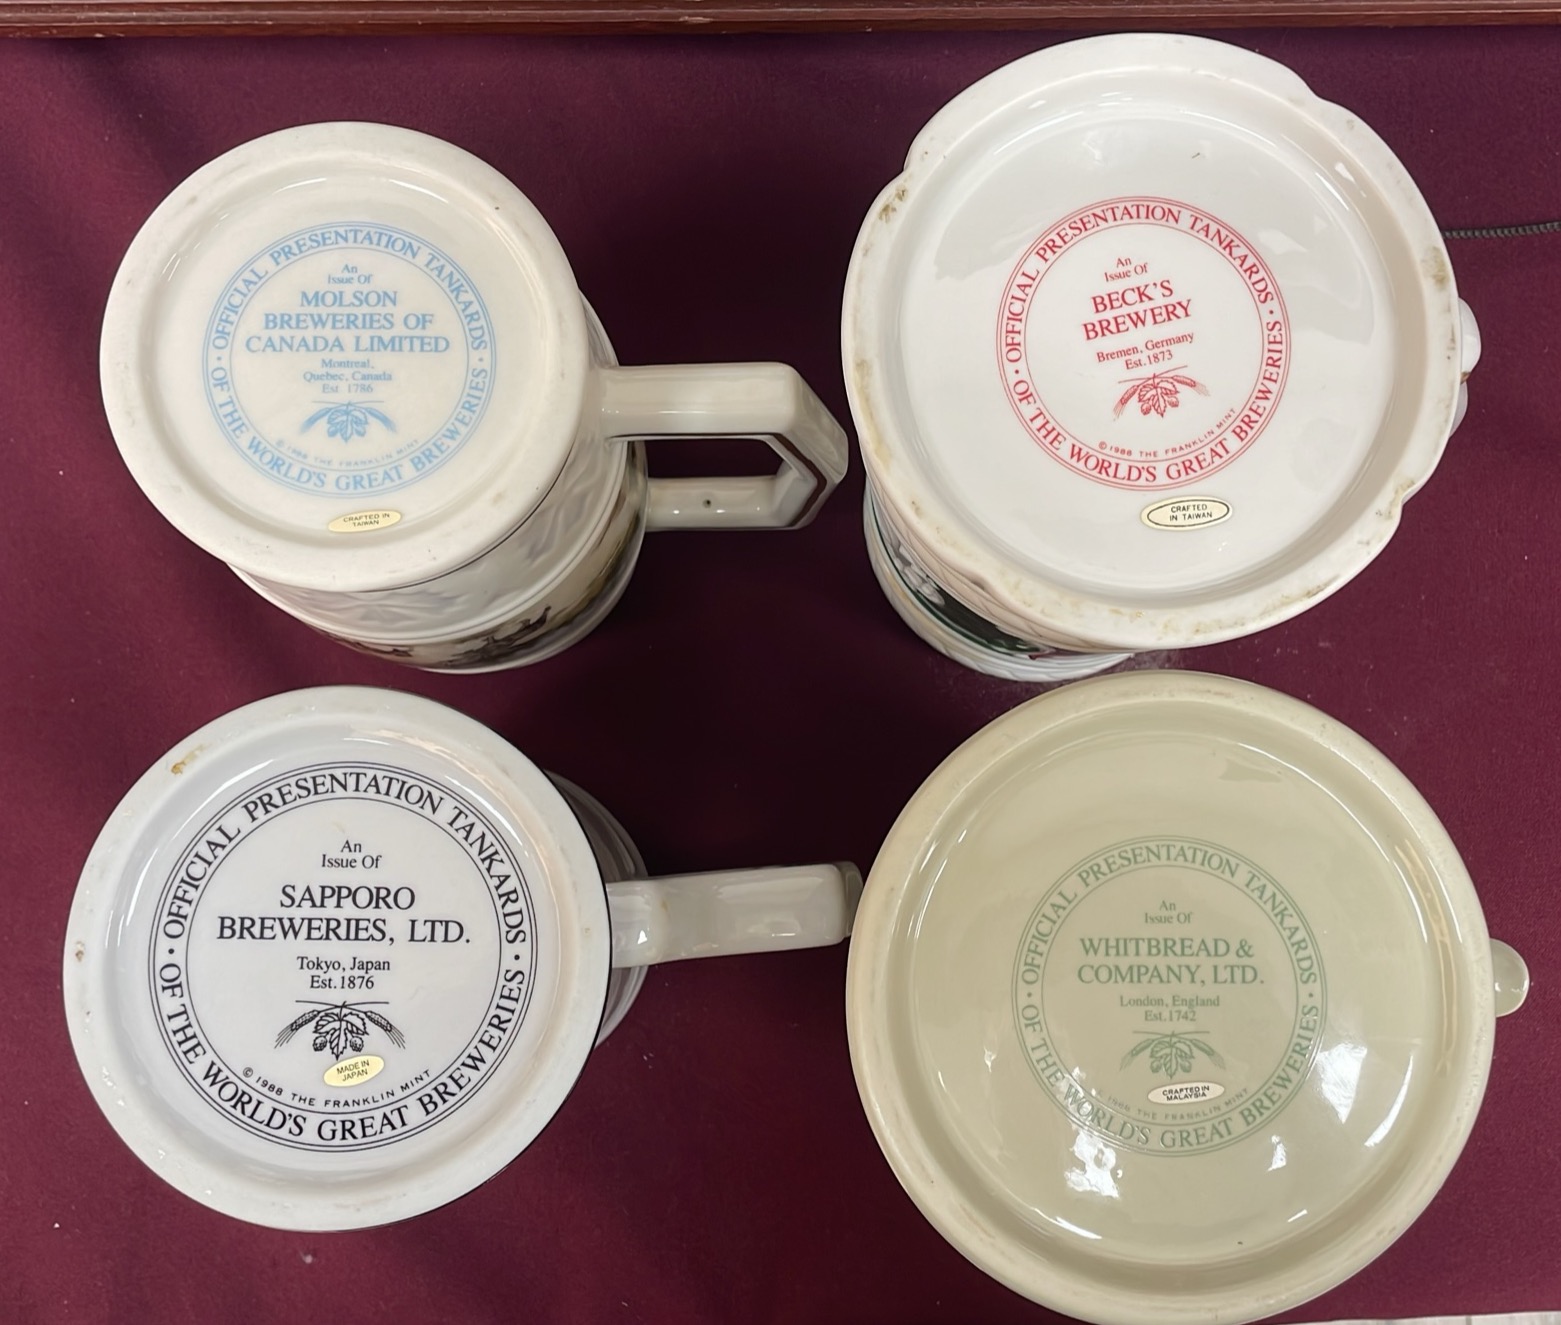 OFFICIAL PRESENTATION TANKARDS
OF THE WORLD'S GREAT BREWERIES
An
Issue Of
MOLSON
BREWERIES OF
CANADA LIMITED
Montreal,
Quebec, Canada
Est. 1786
© 1988 THE FRANKLIN MINT
CRAFTED IN
TAIWAN
OFFICIAL PRESENTATION TANKARDS
OF THE WORLD'S GREAT BREWERIES
An
Issue Of
BECK'S
BREWERY
Bremen, Germany
Est. 1873
© 1988 THE FRANKLIN MINT
CRAFTED
IN TAIWAN
OFFICIAL PRESENTATION TANKARDS
OF THE WORLD'S GREAT BREWERIES
An
Issue Of
SAPPORO
BREWERIES, LTD.
Tokyo, Japan
Est. 1876
MADE IN
JAPAN
© 1988 THE FRANKLIN MINT
OFFICIAL PRESENTATION TANKARDS
OF THE WORLD'S GREAT BREWERIES
An
Issue Of
WHITBREAD &
COMPANY, LTD.
London, England
Est. 1742
CRAFTED IN
MALAYSIA
THE FRANKLIN MINT